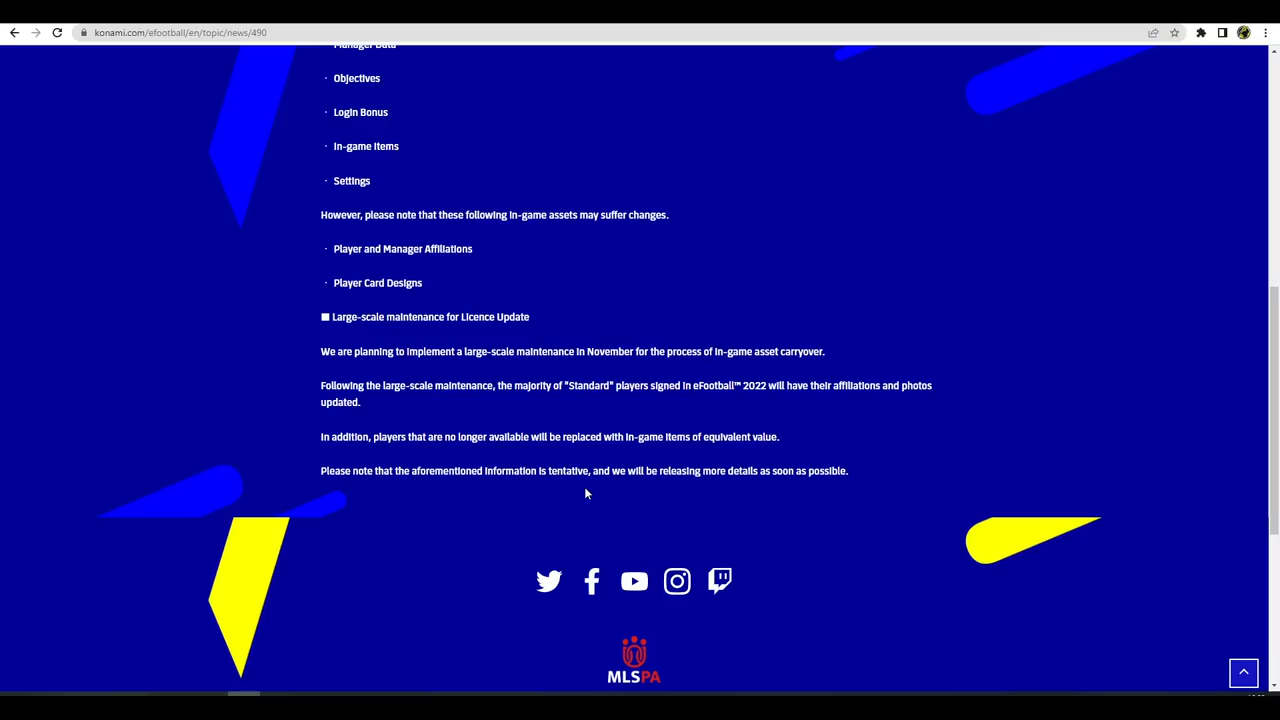 konami.com/efootball/en/topic/news/490
Manager Data
· Objectives
· Login Bonus
· In-game Items
· Settings
However, please note that these following in-game assets may suffer changes.
· Player and Manager Affiliations
· Player Card Designs
■ Large-scale maintenance for Licence Update
We are planning to implement a large-scale maintenance in November for the process of in-game asset carryover.
Following the large-scale maintenance, the majority of "Standard" players signed in eFootball™ 2022 will have their affiliations and photos
updated.
In addition, players that are no longer available will be replaced with in-game items of equivalent value.
Please note that the aforementioned information is tentative, and we will be releasing more details as soon as possible.
MLSPA